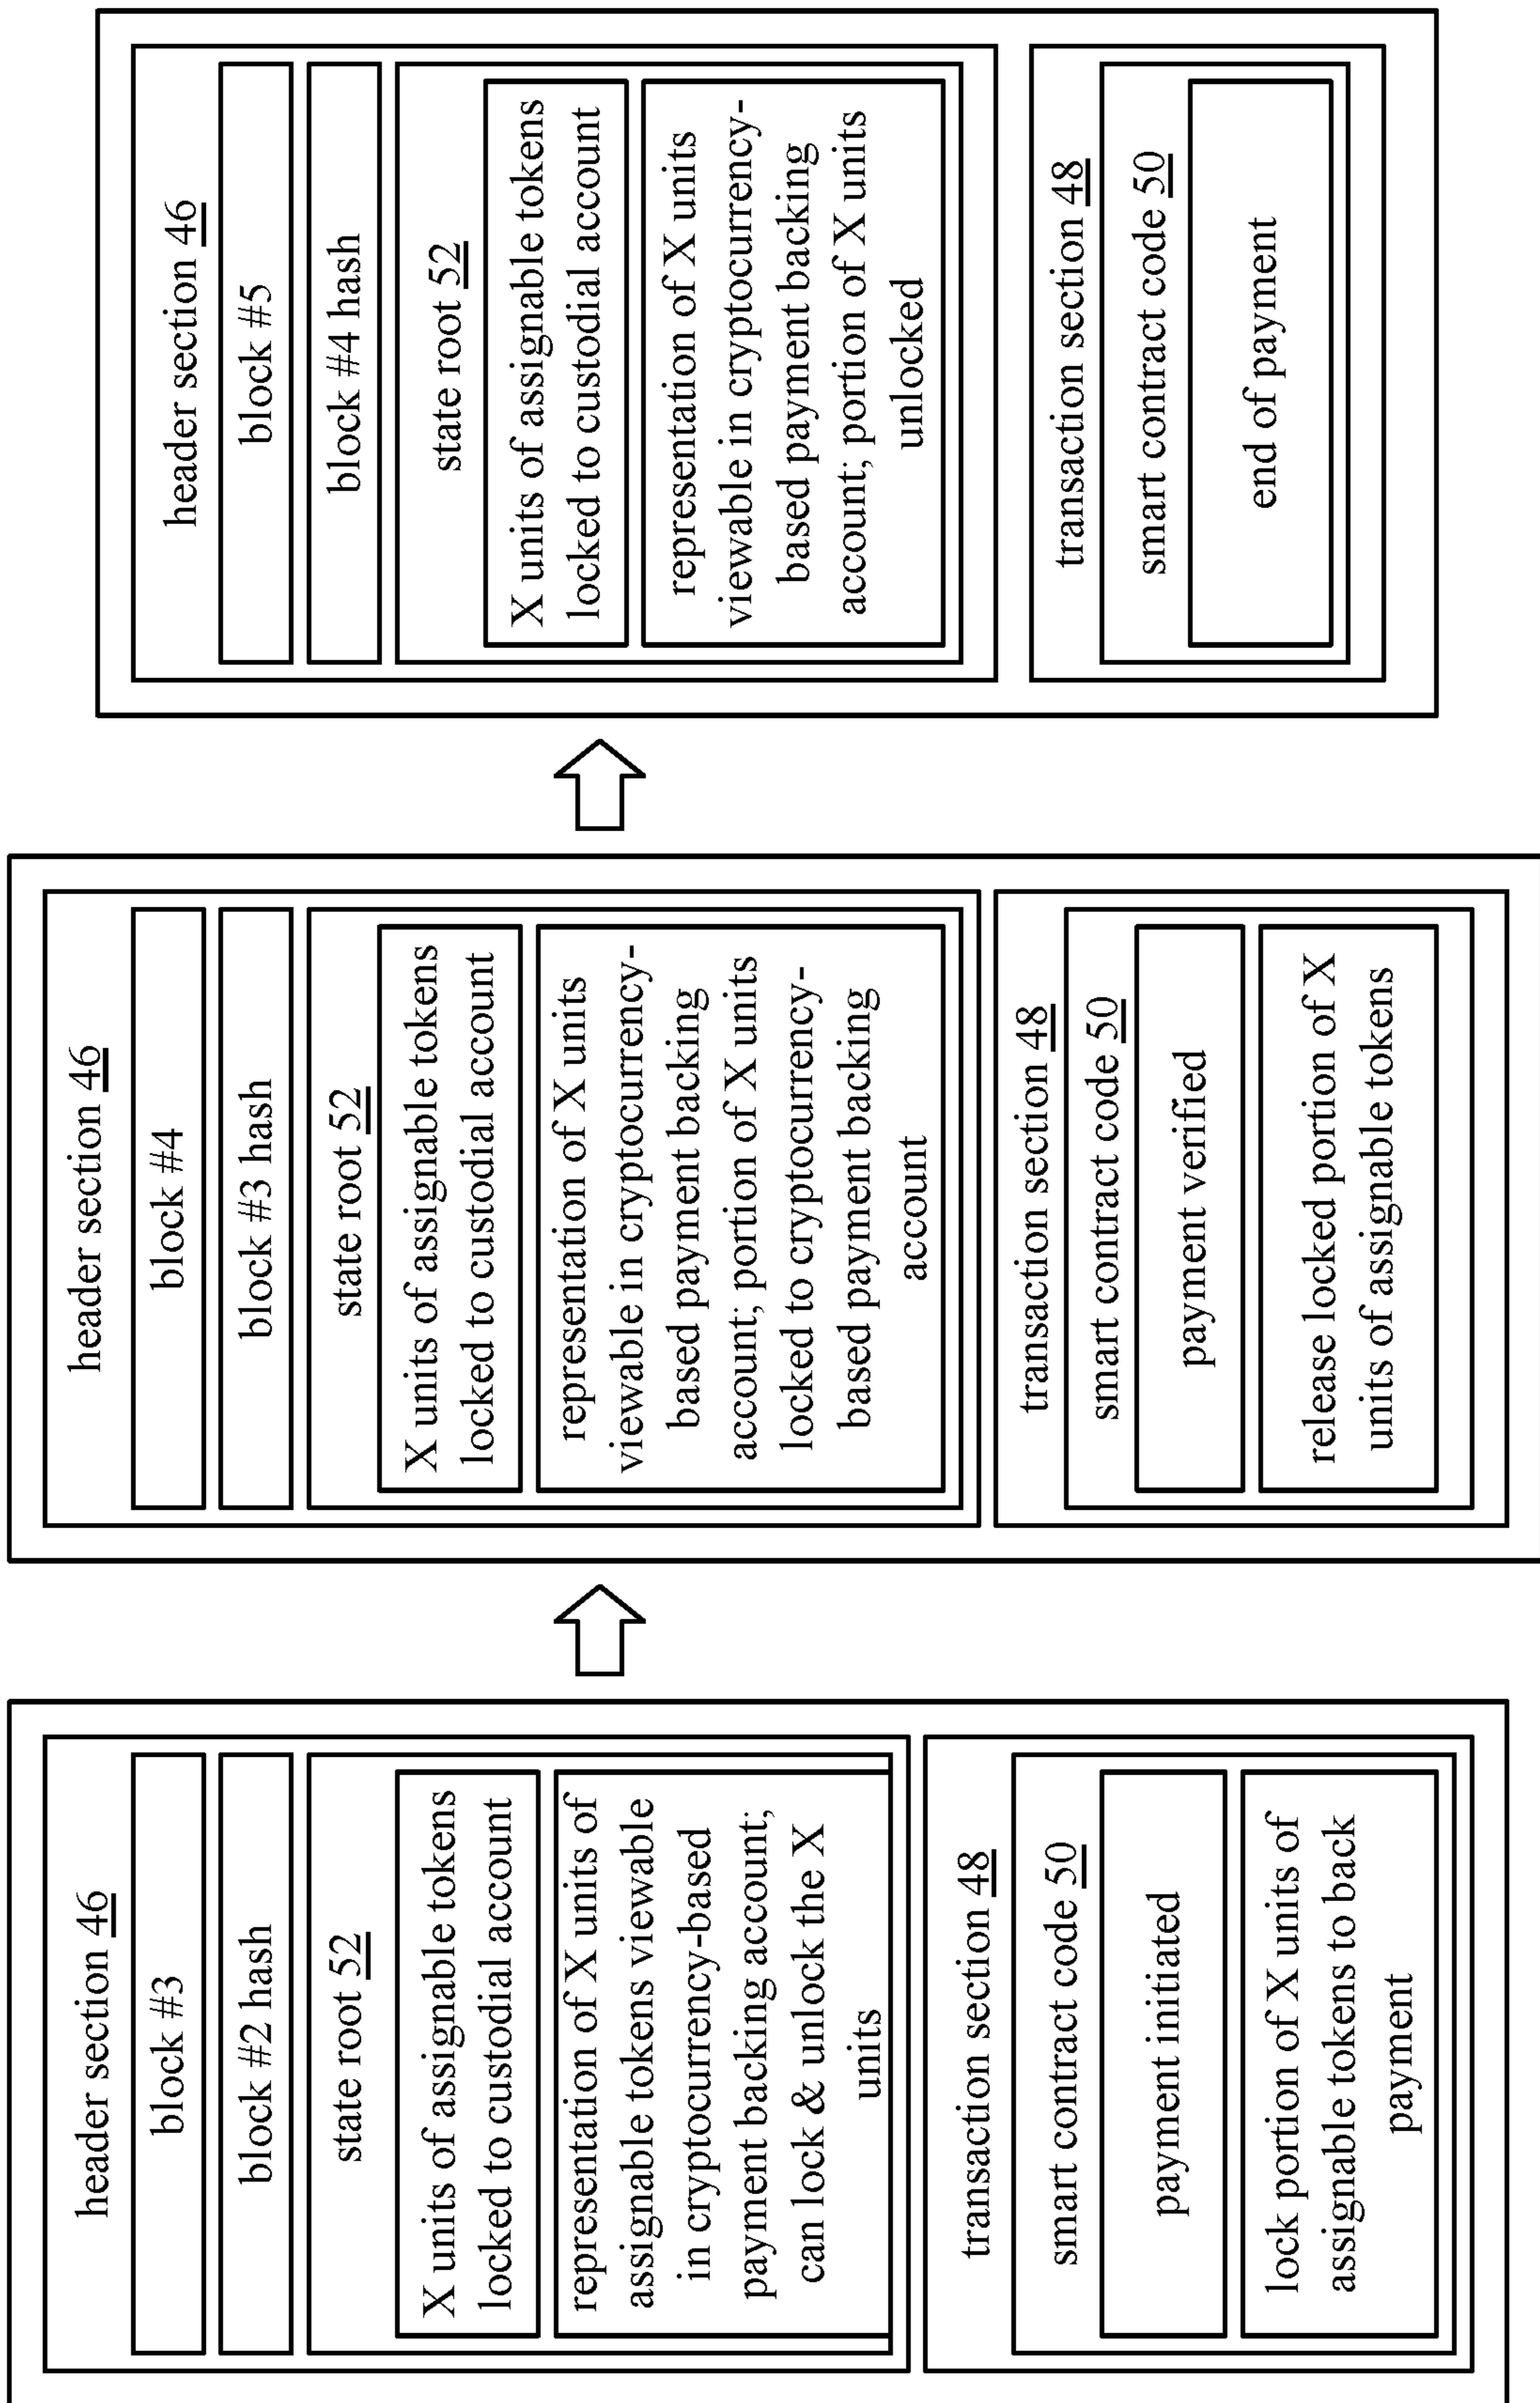 header section 46
block #3
block #2 hash
state root 52
X units of assignable tokens
locked to custodial account
representation of X units of
assignable tokens viewable
in cryptocurrency-based
payment backing account;
can lock & unlock the X
units
transaction section 48
smart contract code 50
payment initiated
lock portion of X units of
assignable tokens to back
payment
header section 46
block #4
block #3 hash
state root 52
X units of assignable tokens
locked to custodial account
representation of X units
viewable in cryptocurrency-
based payment backing
account; portion of X units
locked to cryptocurrency-
based payment backing
account
transaction section 48
smart contract code 50
payment verified
release locked portion of X
units of assignable tokens
header section 46
block #5
block #4 hash
state root 52
X units of assignable tokens
locked to custodial account
representation of X units
viewable in cryptocurrency-
based payment backing
account; portion of X units
unlocked
transaction section 48
smart contract code 50
end of payment